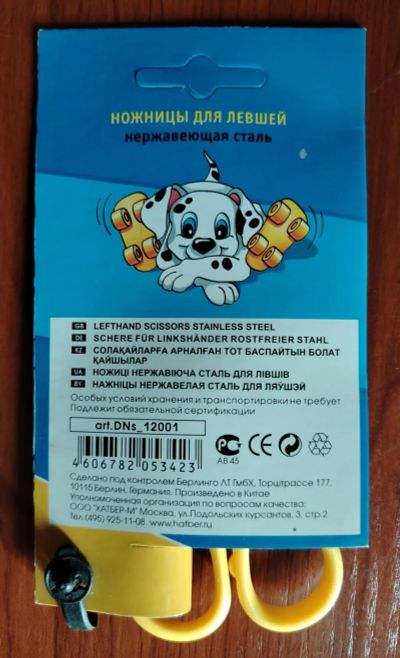 НОЖНИЦЫ ДЛЯ ЛЕВШЕЙ
нержавеющая сталь
GB LEFTHAND SCISSORS STAINLESS STEEL
DE SCHERE FÜR LINKSHÄNDER ROSTFREIER STAHL
KZ СОЛАҚАЙЛАРҒА АРНАЛҒАН ТОТ БАСПАЙТЫН БОЛАТ
ҚАЙШЫЛАР
UA НОЖИЦІ НЕРЖАВІЮЧА СТАЛЬ ДЛЯ ЛІВШІВ
BY НАЖНІЦЫ НЕРЖАВЕЛАЯ СТАЛЬ ДЛЯ ЛЯЎШЭЙ
Особых условий хранения и транспортировки не требует
Подлежит обязательной сертификации
art.DNs_12001
4 606782 053423
АВ 45
Сделано под контролем Берлинго ЛТ ГмбХ, Торштрассе 177,
10115 Берлин, Германия. Произведено в Китае
Уполномоченная организация по вопросам качества:
ООО "ХАТБЕР-М" Москва, ул.Подольских курсантов, 3, стр.2
Тел.(495) 925-11-08. www.hatber.ru